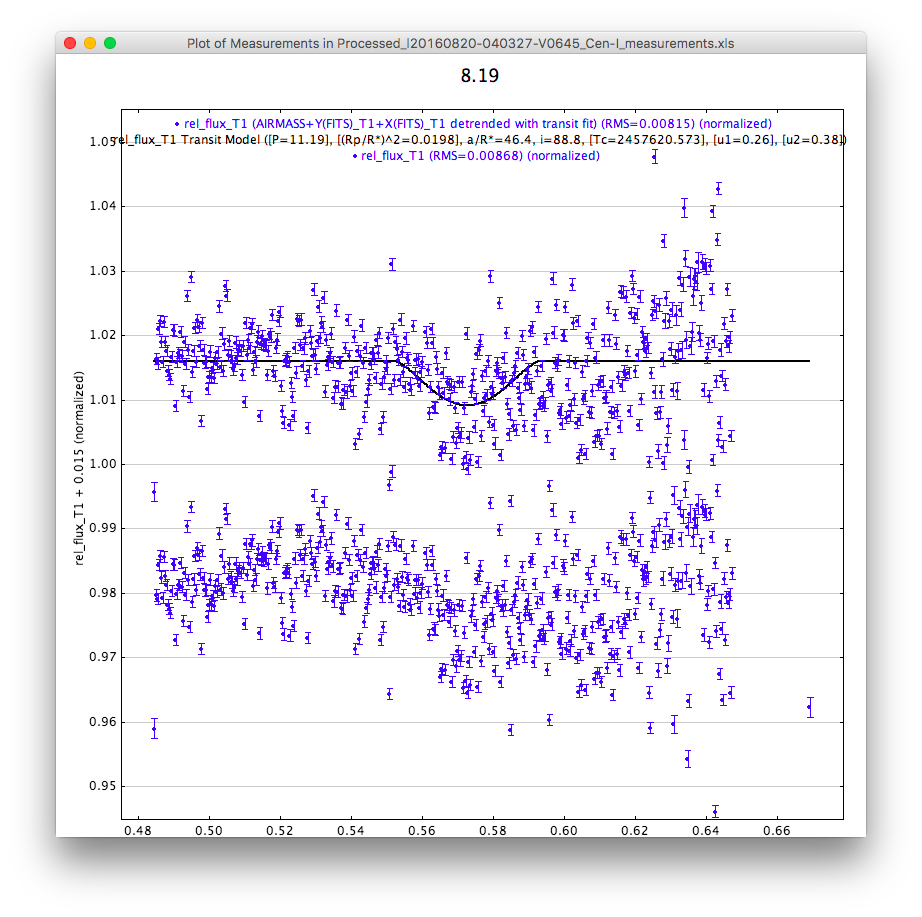 Plot of Measurements in Processed_I20160820-040327-V0645_Cen-I_measurements.xls
8.19
rel_flux_T1 (AIRMASS+Y(FITS)_T1+X(FITS)_T1 detrended with transit fit) (RMS=0.00815) (normalized)
1.05
rel_flux_T1 Transit Model ([P=11.19], [(Rp/R*)^2=0.0198], a/R*=46.4, i=88.8, [Tc=2457620.573], [u1=0.26], [u2=0.38])
rel_flux_T1 (RMS=0.00868) (normalized)
1.04
1.03
1.02
1.01
1.00
0.99
0.98
0.97
0.96
0.95
rel_flux_T1 + 0.015 (normalized)
0.48 0.50 0.52 0.54 0.56 0.58 0.60 0.62 0.64 0.66